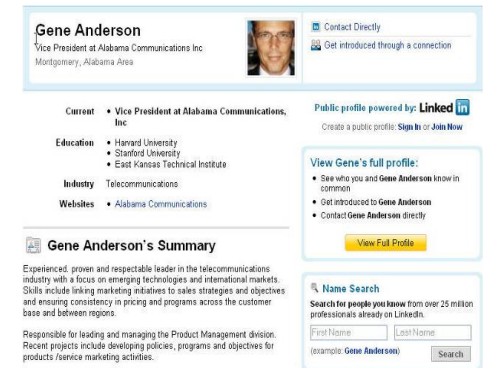 Gene Anderson
Vice President at Alabama Communications Inc
Montgomery, Alabama Area
Contact Directly
Get introduced through a connection
Current • Vice President at Alabama Communications,
Inc
Education • Harvard University
• Stanford University
• East Kansas Technical Institute
Industry Telecommunications
Websites • Alabama Communications
Gene Anderson's Summary
Experienced, proven and respectable leader in the telecommunications
industry with a focus on emerging technologies and international markets.
Skills include linking marketing initiatives to sales strategies and objectives
and ensuring consistency in pricing and programs across the customer
base and between regions.
Responsible for leading and managing the Product Management division.
Recent projects include developing policies, programs and objectives for
products /service marketing activities.
Public profile powered by: Linked in
Create a public profile: Sign In or Join Now
View Gene's full profile:
• See who you and Gene Anderson know in
common
• Get introduced to Gene Anderson
• Contact Gene Anderson directly
View Full Profile
Name Search
Search for people you know from over 25 million
professionals already on LinkedIn.
First Name Last Name
(example: Gene Anderson) Search